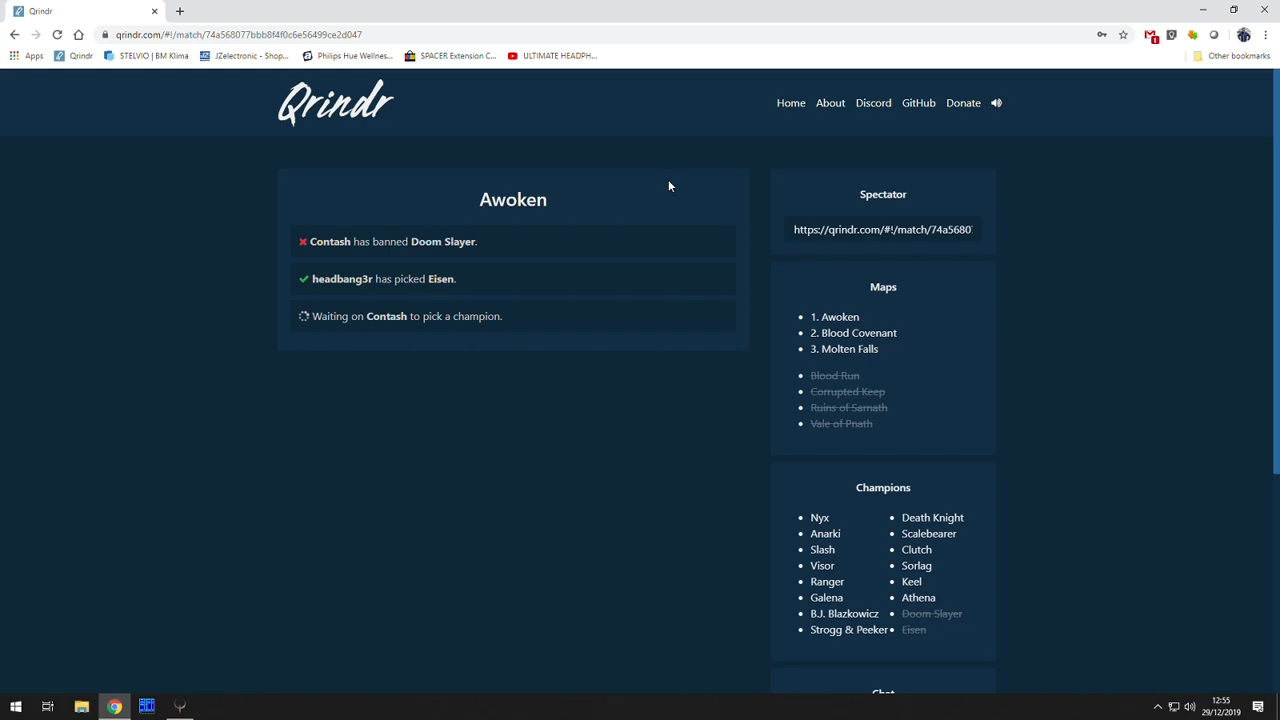 Qrindr
qrindr.com/#!/match/74a568077bbb8f4f0c6e56499ce2d047
Apps
Qrindr
STELVIO | BM Klima
JZelectronic - Shop...
Philips Hue Wellnes...
SPACER Extension C...
ULTIMATE HEADPH...
Other bookmarks
Qrindr
Home
About
Discord
GitHub
Donate
Awoken
Contash has banned Doom Slayer.
headbang3r has picked Eisen.
Waiting on Contash to pick a champion.
Spectator
https://qrindr.com/#!/match/74a5680
Maps
1. Awoken
2. Blood Covenant
3. Molten Falls
Blood Run
Corrupted Keep
Ruins of Sarnath
Vale of Pnath
Champions
Nyx
Anarki
Slash
Visor
Ranger
Galena
B.J. Blazkowicz
Strogg & Peeker
Death Knight
Scalebearer
Clutch
Sorlag
Keel
Athena
Doom Slayer
Eisen
Chat
12:55
29/12/2019